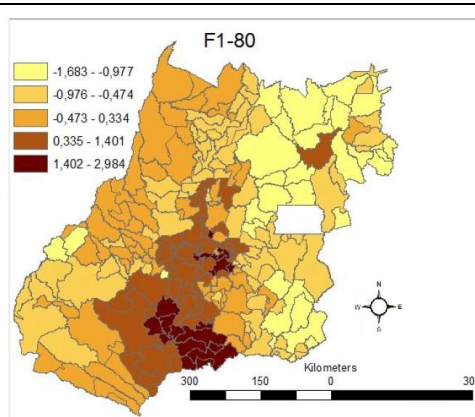 F1-80
-1,683 - -0,977
-0,976 - -0,474
-0,473 - 0,334
0,335 - 1,401
1,402 - 2,984
N
W E
S
Kilometers
300 150 0 30